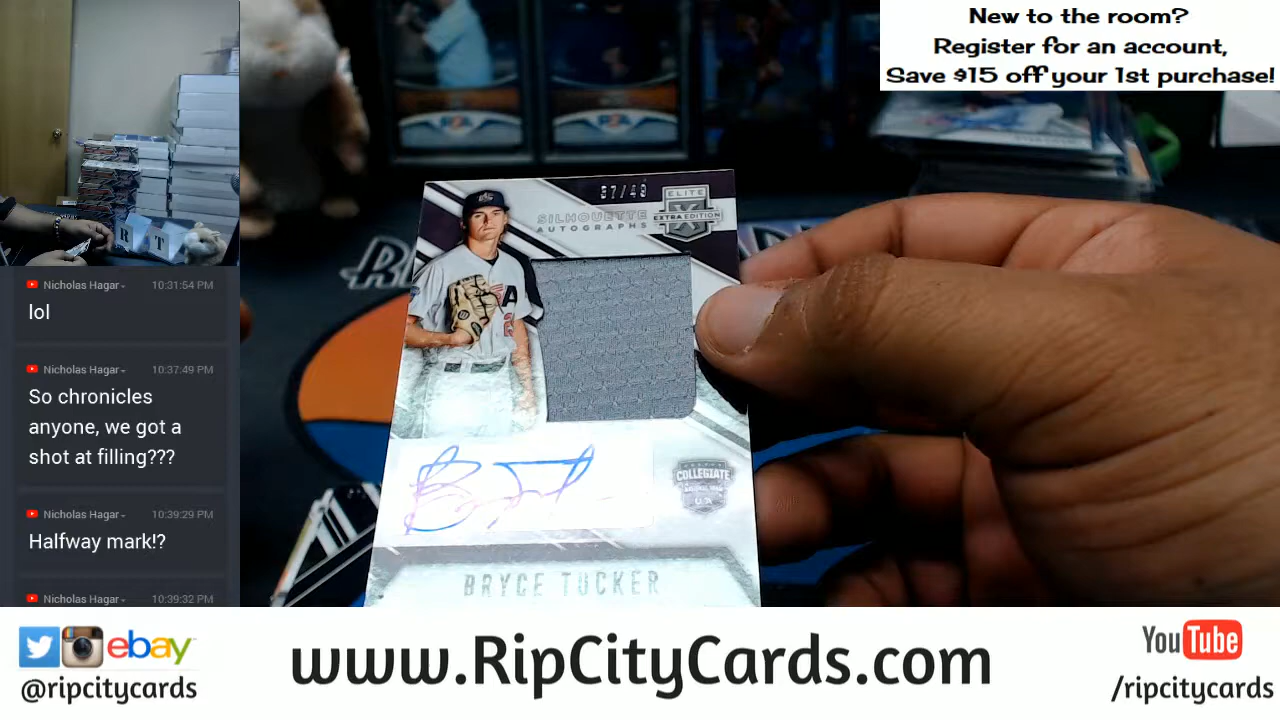 New to the room?
Register for an account,
Save $15 off your 1st purchase!
R T
Nicholas Hagar 10:31:54 PM
lol
Nicholas Hagar 10:37:49 PM
So chronicles
anyone, we got a
shot at filling???
Nicholas Hagar 10:39:29 PM
Halfway mark!?
Nicholas Hagar 10:39:32 PM
ELITE
X
EXTRA EDITION
SILHOUETTE
AUTOGRAPHS
COLLEGIATE
BRYCE TUCKER
ebay
@ripcitycards
www.RipCityCards.com
YouTube
/ripcitycards